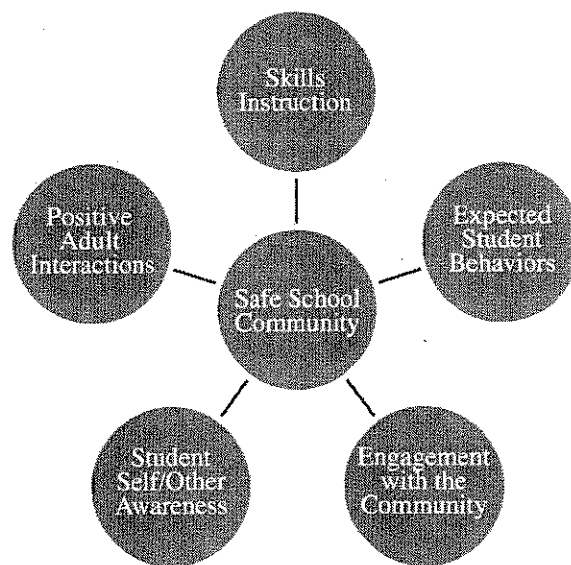 Skills
Instruction
Positive
Adult
Interactions
Expected
Student
Behaviors
Safe School
Community
Student
Self/Other
Awareness
Engagement
with the
Community